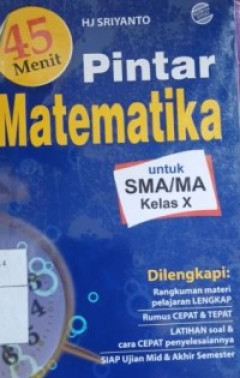 HJ SRIYANTO
45
Menit
Pintar
Matematika
untuk
SMA/MA
Kelas X
Dilengkapi:
Rangkuman materi
pelajaran LENGKAP
Rumus CEPAT & TEPAT
LATIHAN soal &
cara CEPAT penyelesaiannya
SIAP Ujian Mid & Akhir Semester